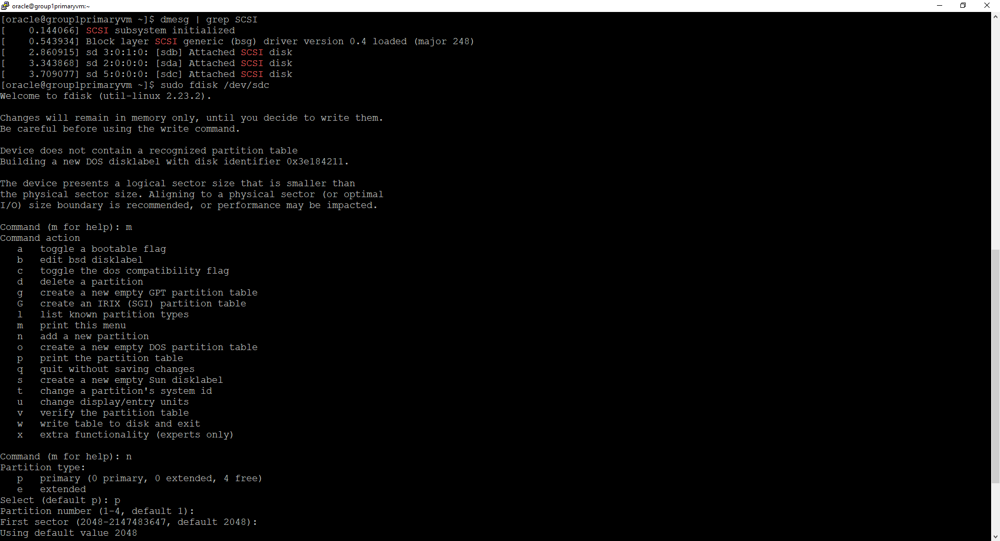 oracle@group1primaryvm:~
[oracle@group1primaryvm ~]$ dmesg | grep SCSI
[    0.144066] SCSI subsystem initialized
[    0.543934] Block layer SCSI generic (bsg) driver version 0.4 loaded (major 248)
[    2.860915] sd 3:0:1:0: [sdb] Attached SCSI disk
[    3.343868] sd 2:0:0:0: [sda] Attached SCSI disk
[    3.709077] sd 5:0:0:0: [sdc] Attached SCSI disk
[oracle@group1primaryvm ~]$ sudo fdisk /dev/sdc
Welcome to fdisk (util-linux 2.23.2).

Changes will remain in memory only, until you decide to write them.
Be careful before using the write command.

Device does not contain a recognized partition table
Building a new DOS disklabel with disk identifier 0x3e184211.

The device presents a logical sector size that is smaller than
the physical sector size. Aligning to a physical sector (or optimal
I/O) size boundary is recommended, or performance may be impacted.

Command (m for help): m
Command action
   a   toggle a bootable flag
   b   edit bsd disklabel
   c   toggle the dos compatibility flag
   d   delete a partition
   g   create a new empty GPT partition table
   G   create an IRIX (SGI) partition table
   l   list known partition types
   m   print this menu
   n   add a new partition
   o   create a new empty DOS partition table
   p   print the partition table
   q   quit without saving changes
   s   create a new empty Sun disklabel
   t   change a partition's system id
   u   change display/entry units
   v   verify the partition table
   w   write table to disk and exit
   x   extra functionality (experts only)

Command (m for help): n
Partition type:
   p   primary (0 primary, 0 extended, 4 free)
   e   extended
Select (default p): p
Partition number (1-4, default 1):
First sector (2048-2147483647, default 2048):
Using default value 2048